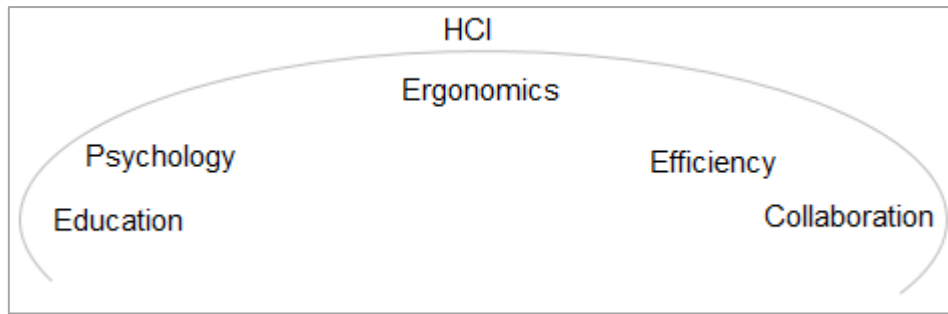 HCI
Ergonomics
Psychology
Efficiency
Education
Collaboration